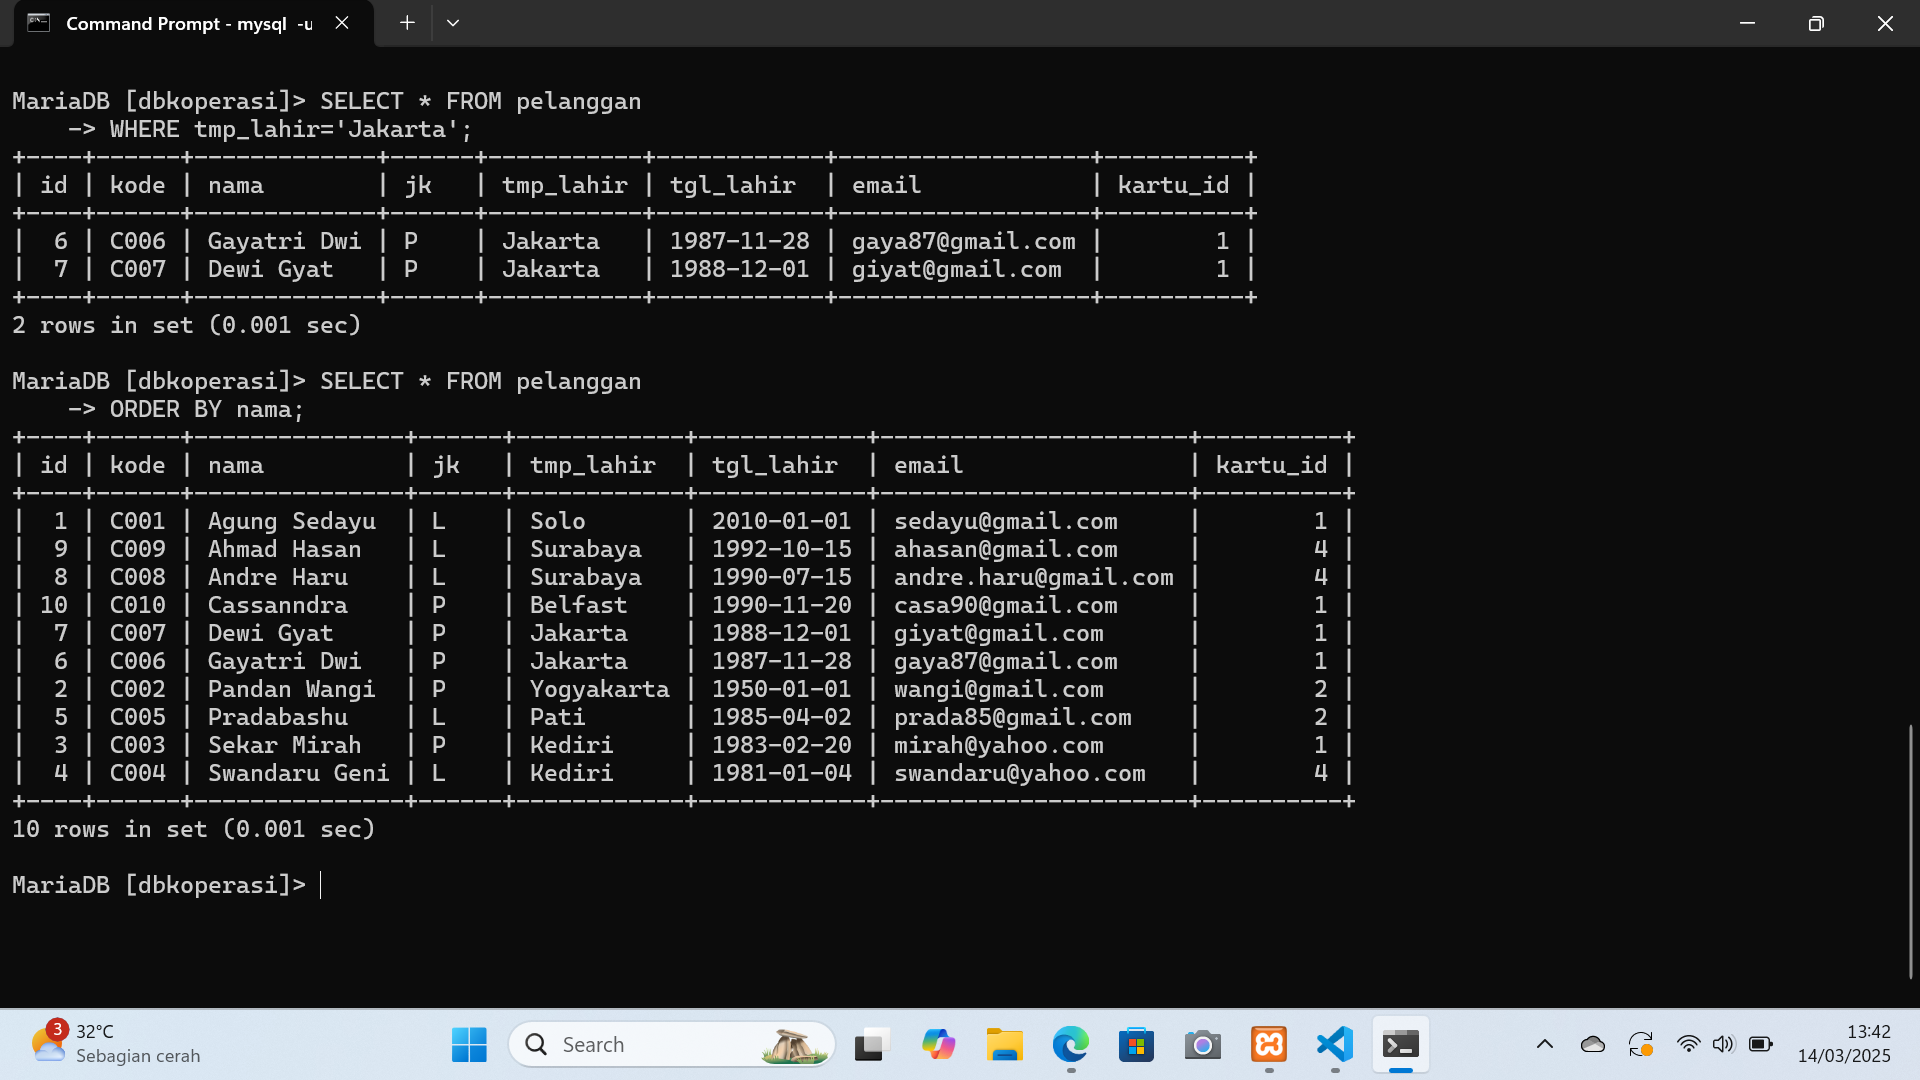 Command Prompt - mysql  -u
MariaDB [dbkoperasi]> SELECT * FROM pelanggan
    -> WHERE tmp_lahir='Jakarta';
+----+------+-------------+------+-----------+------------+------------------+----------+
| id | kode | nama        | jk   | tmp_lahir | tgl_lahir  | email            | kartu_id |
+----+------+-------------+------+-----------+------------+------------------+----------+
|  6 | C006 | Gayatri Dwi | P    | Jakarta   | 1987-11-28 | gaya87@gmail.com |        1 |
|  7 | C007 | Dewi Gyat   | P    | Jakarta   | 1988-12-01 | giyat@gmail.com  |        1 |
+----+------+-------------+------+-----------+------------+------------------+----------+
2 rows in set (0.001 sec)
MariaDB [dbkoperasi]> SELECT * FROM pelanggan
    -> ORDER BY nama;
+----+------+---------------+------+------------+------------+----------------------+----------+
| id | kode | nama          | jk   | tmp_lahir  | tgl_lahir  | email                | kartu_id |
+----+------+---------------+------+------------+------------+----------------------+----------+
|  1 | C001 | Agung Sedayu  | L    | Solo       | 2010-01-01 | sedayu@gmail.com     |        1 |
|  9 | C009 | Ahmad Hasan   | L    | Surabaya   | 1992-10-15 | ahasan@gmail.com     |        4 |
|  8 | C008 | Andre Haru    | L    | Surabaya   | 1990-07-15 | andre.haru@gmail.com |        4 |
| 10 | C010 | Cassanndra    | P    | Belfast    | 1990-11-20 | casa90@gmail.com     |        1 |
|  7 | C007 | Dewi Gyat     | P    | Jakarta    | 1988-12-01 | giyat@gmail.com      |        1 |
|  6 | C006 | Gayatri Dwi   | P    | Jakarta    | 1987-11-28 | gaya87@gmail.com     |        1 |
|  2 | C002 | Pandan Wangi  | P    | Yogyakarta | 1950-01-01 | wangi@gmail.com      |        2 |
|  5 | C005 | Pradabashu    | L    | Pati       | 1985-04-02 | prada85@gmail.com    |        2 |
|  3 | C003 | Sekar Mirah   | P    | Kediri     | 1983-02-20 | mirah@yahoo.com      |        1 |
|  4 | C004 | Swandaru Geni | L    | Kediri     | 1981-01-04 | swandaru@yahoo.com   |        4 |
+----+------+---------------+------+------------+------------+----------------------+----------+
10 rows in set (0.001 sec)
MariaDB [dbkoperasi]>
3
32°C
Sebagian cerah
Search
13:42
14/03/2025